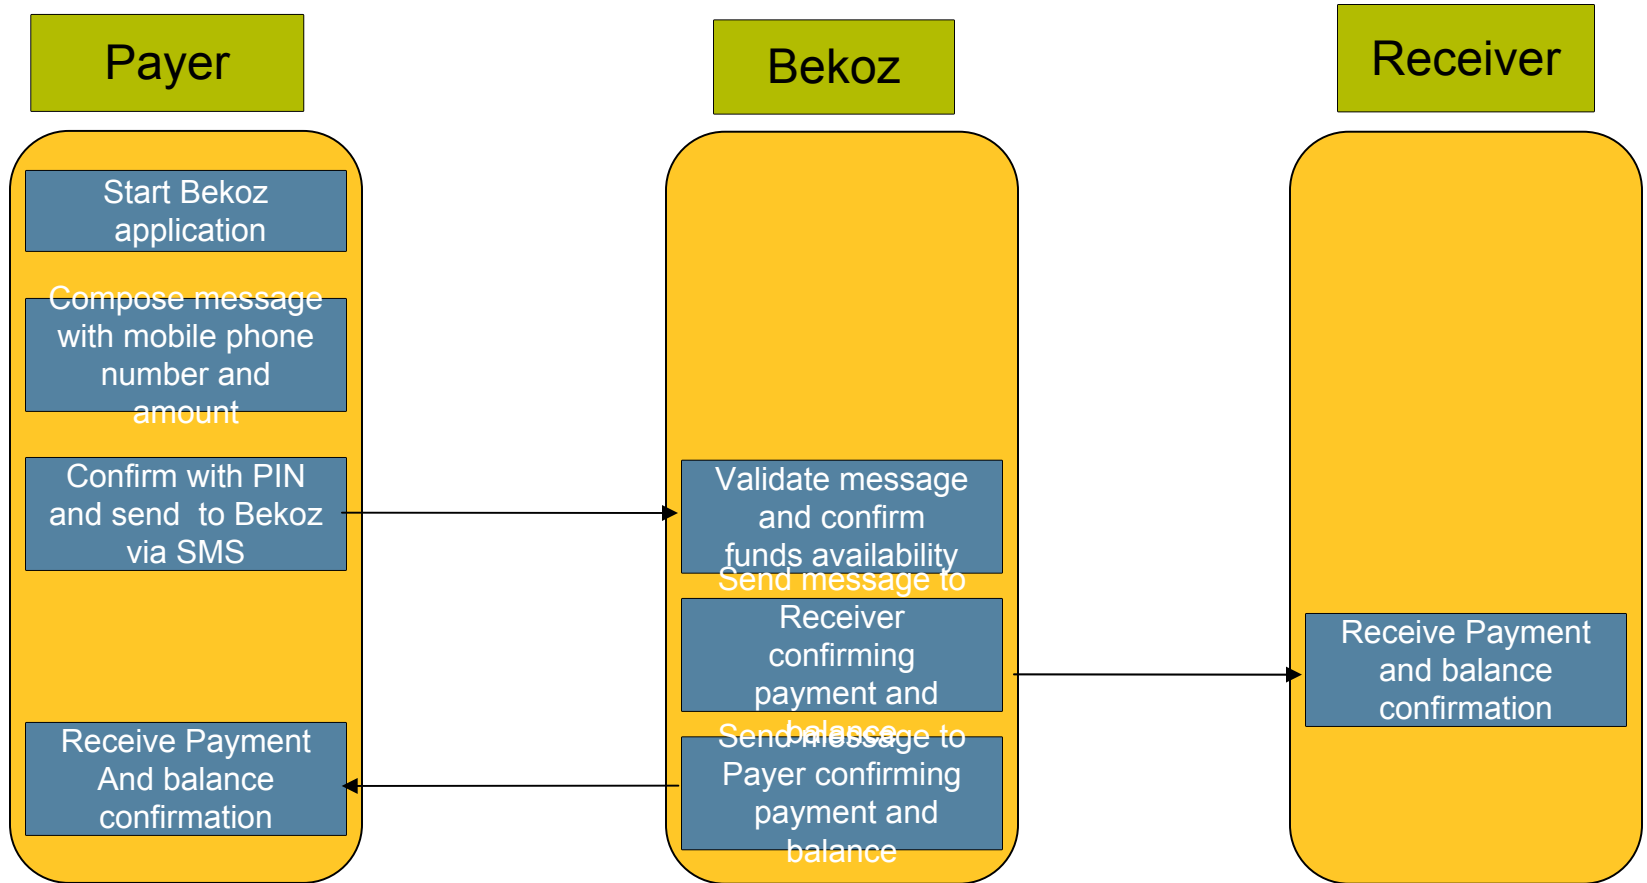 Payer
Bekoz
Receiver
Start Bekoz
application
Compose message
with mobile phone
number and
amount
Confirm with PIN
and send  to Bekoz
via SMS
Receive Payment
And balance
confirmation
Validate message
and confirm
funds availability
Send message to
Receiver
confirming
payment and
balance
Send message to
Payer confirming
payment and
balance
Receive Payment
and balance
confirmation